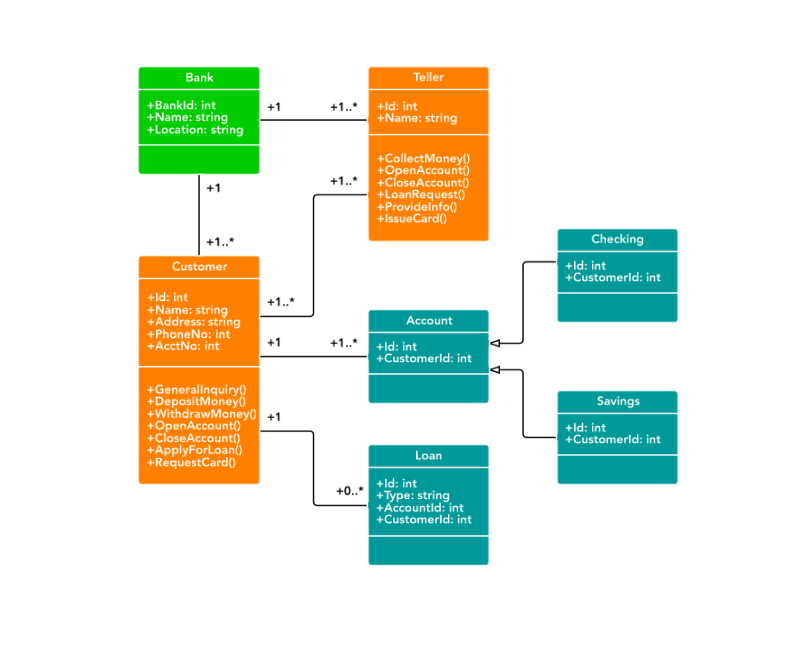 Bank
+BankId: int
+Name: string
+Location: string
+1
+1..*
Teller
+Id: int
+Name: string
+CollectMoney()
+OpenAccount()
+CloseAccount()
+LoanRequest()
+ProvideInfo()
+IssueCard()
+1..*
+1
+1..*
Customer
+Id: int
+Name: string
+Address: string
+PhoneNo: int
+AcctNo: int
+GeneralInquiry()
+DepositMoney()
+WithdrawMoney()
+OpenAccount()
+CloseAccount()
+ApplyForLoan()
+RequestCard()
+1..*
+1
+1..*
Account
+Id: int
+CustomerId: int
Checking
+Id: int
+CustomerId: int
Savings
+Id: int
+CustomerId: int
+1
+0..*
Loan
+Id: int
+Type: string
+AccountId: int
+CustomerId: int